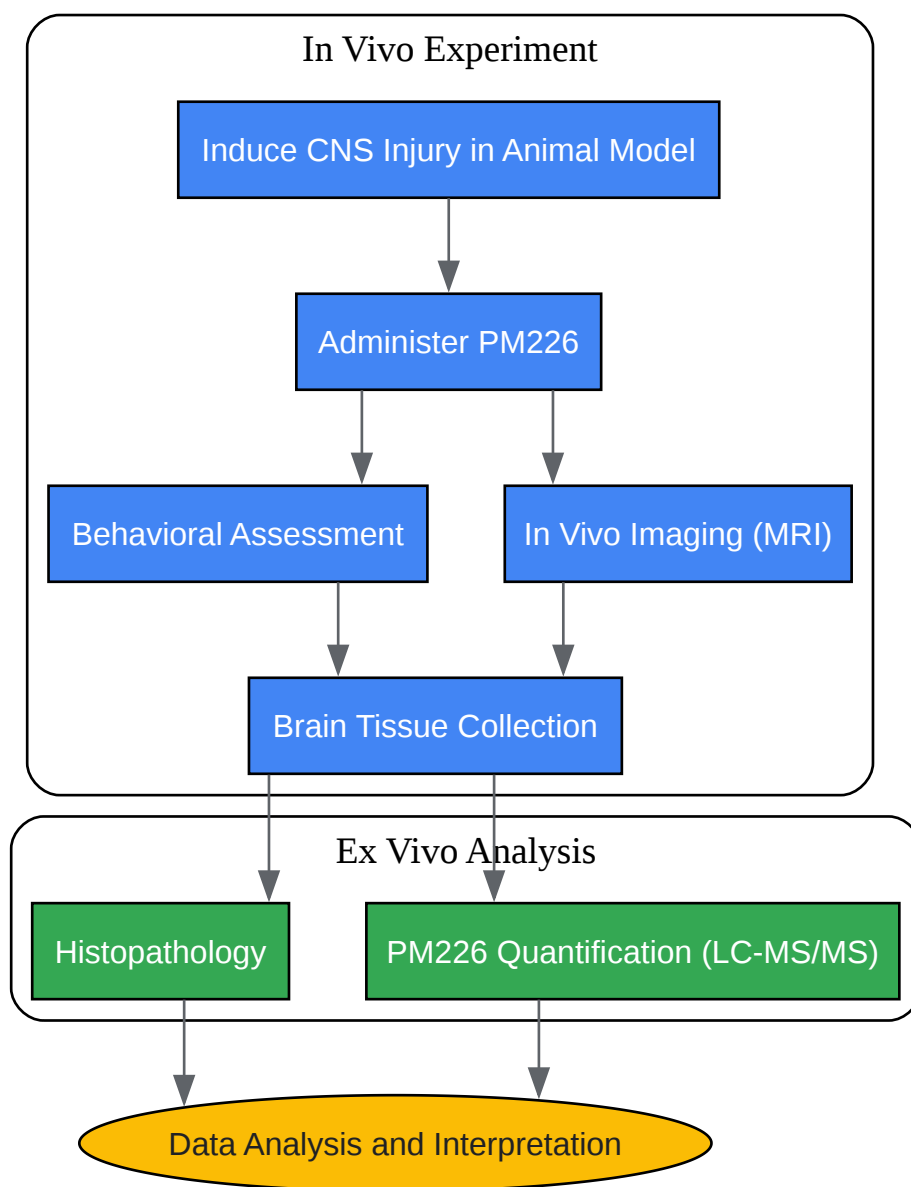 In Vivo Experiment
Induce CNS Injury in Animal Model
Administer PM226
Behavioral Assessment
In Vivo Imaging (MRI)
Brain Tissue Collection
Ex Vivo Analysis
Histopathology
PM226 Quantification (LC-MS/MS)
Data Analysis and Interpretation